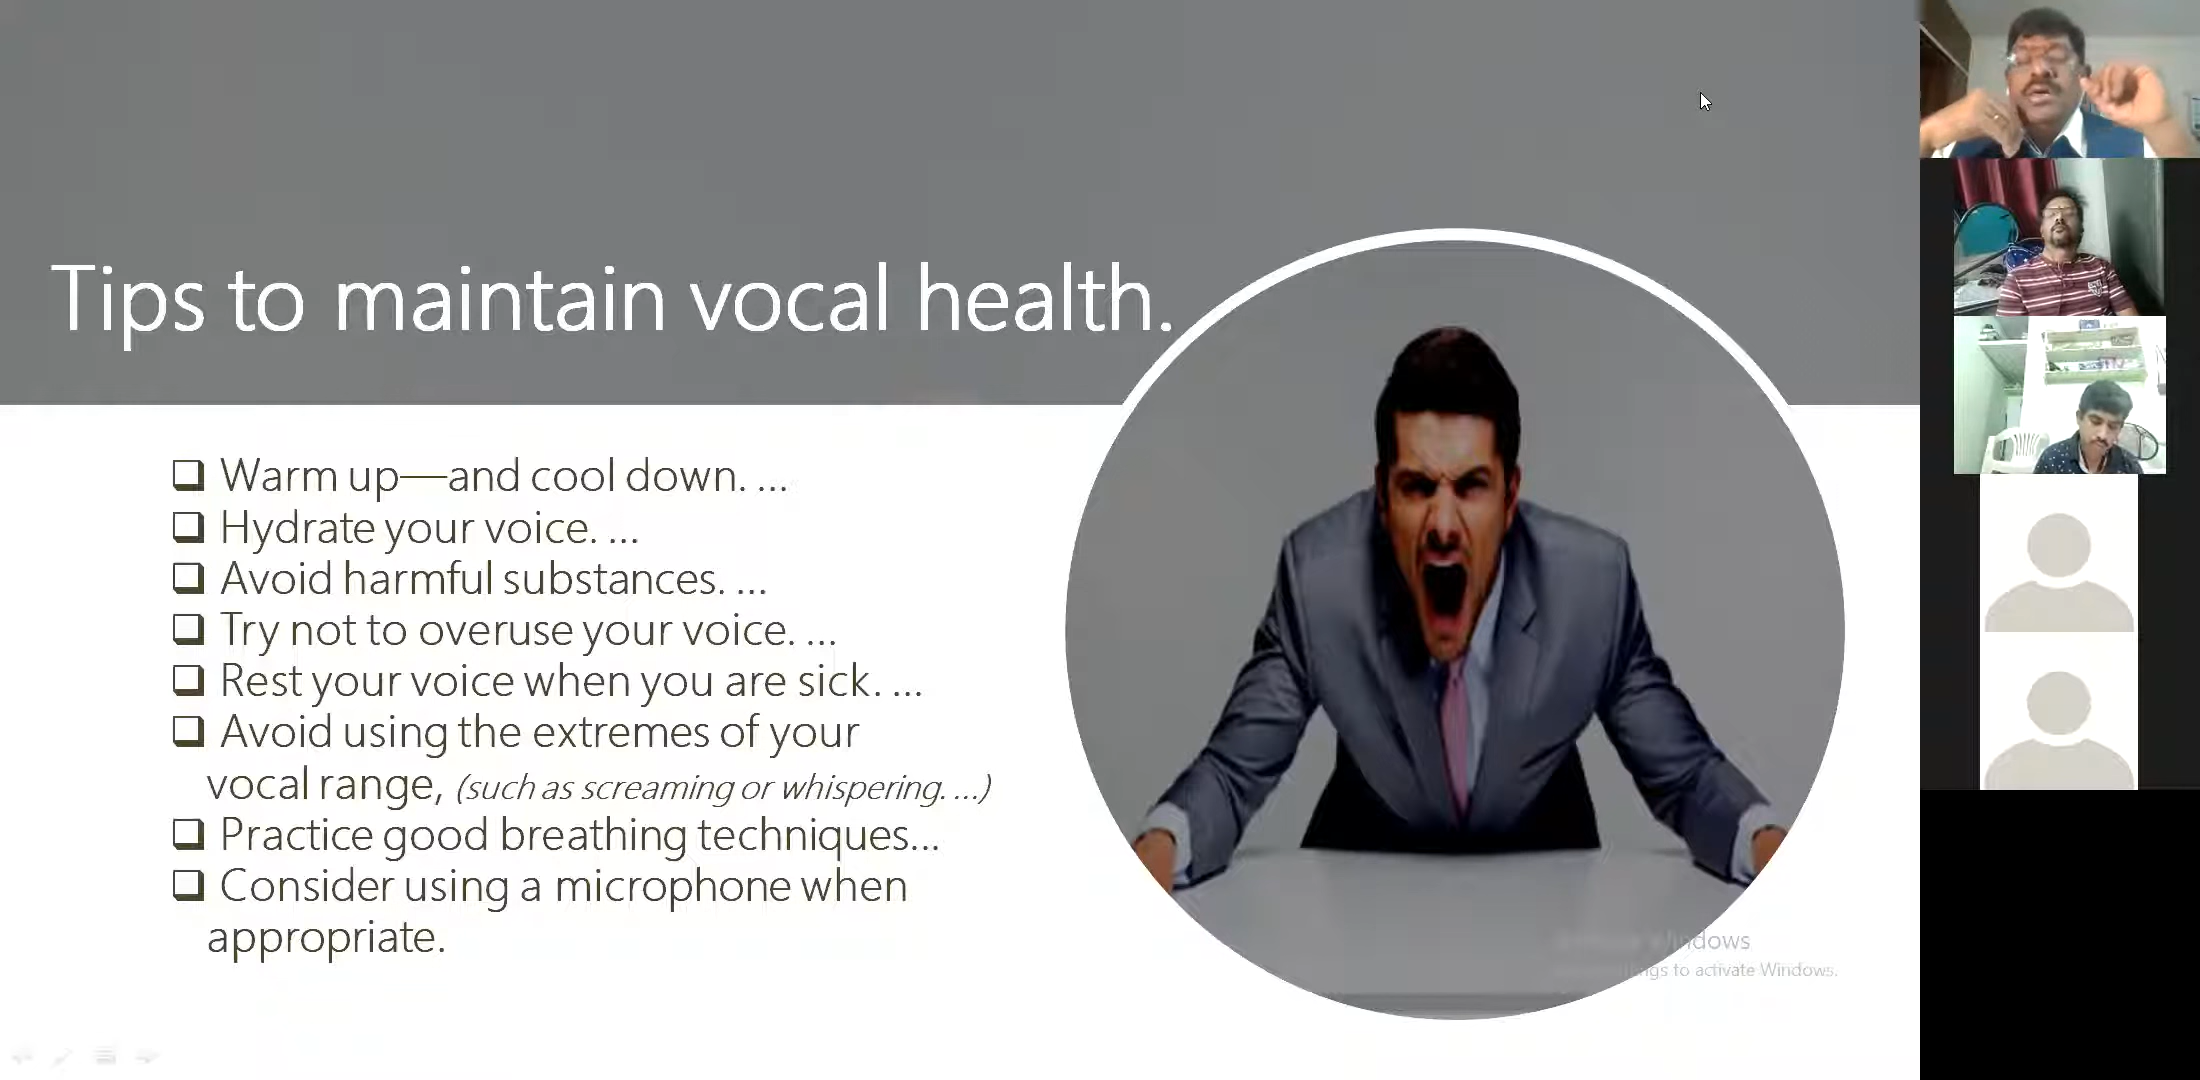 Tips to maintain vocal health.
Warm up—and cool down. ...
Hydrate your voice. ...
Avoid harmful substances. ...
Try not to overuse your voice. ...
Rest your voice when you are sick. ...
Avoid using the extremes of your
vocal range, (such as screaming or whispering. ...)
Practice good breathing techniques...
Consider using a microphone when
appropriate.
to activate Windows.